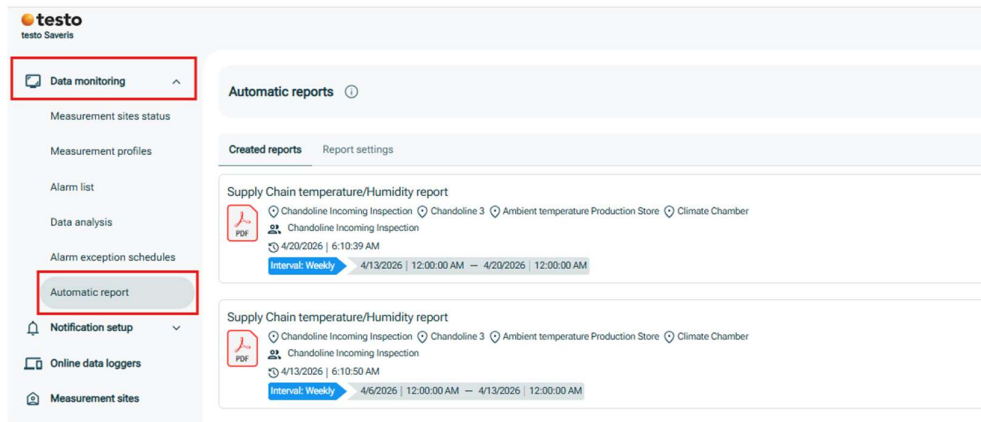 testo
testo Saveris
Data monitoring
Measurement sites status
Measurement profiles
Alarm list
Data analysis
Alarm exception schedules
Automatic report
Notification setup
Online data loggers
Measurement sites
Automatic reports
Created reports Report settings
Supply Chain temperature/Humidity report
Chandoline Incoming Inspection Chandoline 3 Ambient temperature Production Store Climate Chamber
PDF
Chandoline Incoming Inspection
4/20/2026 | 6:10:39 AM
Interval: Weekly 4/13/2026 | 12:00:00 AM — 4/20/2026 | 12:00:00 AM
Supply Chain temperature/Humidity report
Chandoline Incoming Inspection Chandoline 3 Ambient temperature Production Store Climate Chamber
PDF
Chandoline Incoming Inspection
4/13/2026 | 6:10:50 AM
Interval: Weekly 4/6/2026 | 12:00:00 AM — 4/13/2026 | 12:00:00 AM